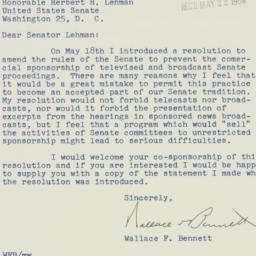 Honorable Herbert H. Lehman
United States Senate
Washington 25, D. C.
REC'D MAY 22 1954
Dear Senator Lehman:
On May 18th I introduced a resolution to
amend the rules of the Senate to prevent the commer-
cial sponsorship of televised and broadcast Senate
proceedings. There are many reasons why I feel that
it would be a great mistake to permit this practice to
become an accepted part of our Senate tradition.
My resolution would not forbid telecasts nor broad-
casts, nor would it forbid the presentation of
excerpts from the hearings in sponsored news broad-
casts, but I feel that a program which would "sell"
the activities of Senate committees to unrestricted
sponsorship might lead to serious difficulties.
I would welcome your co-sponsorship of this
resolution and if you are interested I would be happ
to supply you with a copy of the statement I made wh
the resolution was introduced.
Sincerely,
Wallace F. Bennett
Wallace F. Bennett